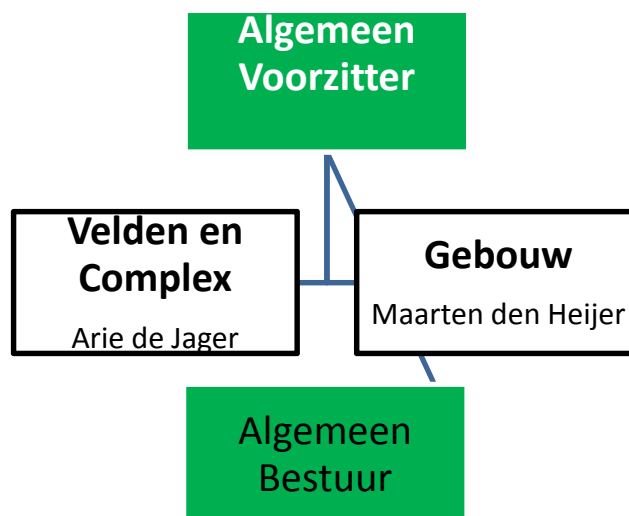 Algemeen
Voorzitter
Velden en
Complex
Arie de Jager
Gebouw
Maarten den Heijer
Algemeen
Bestuur